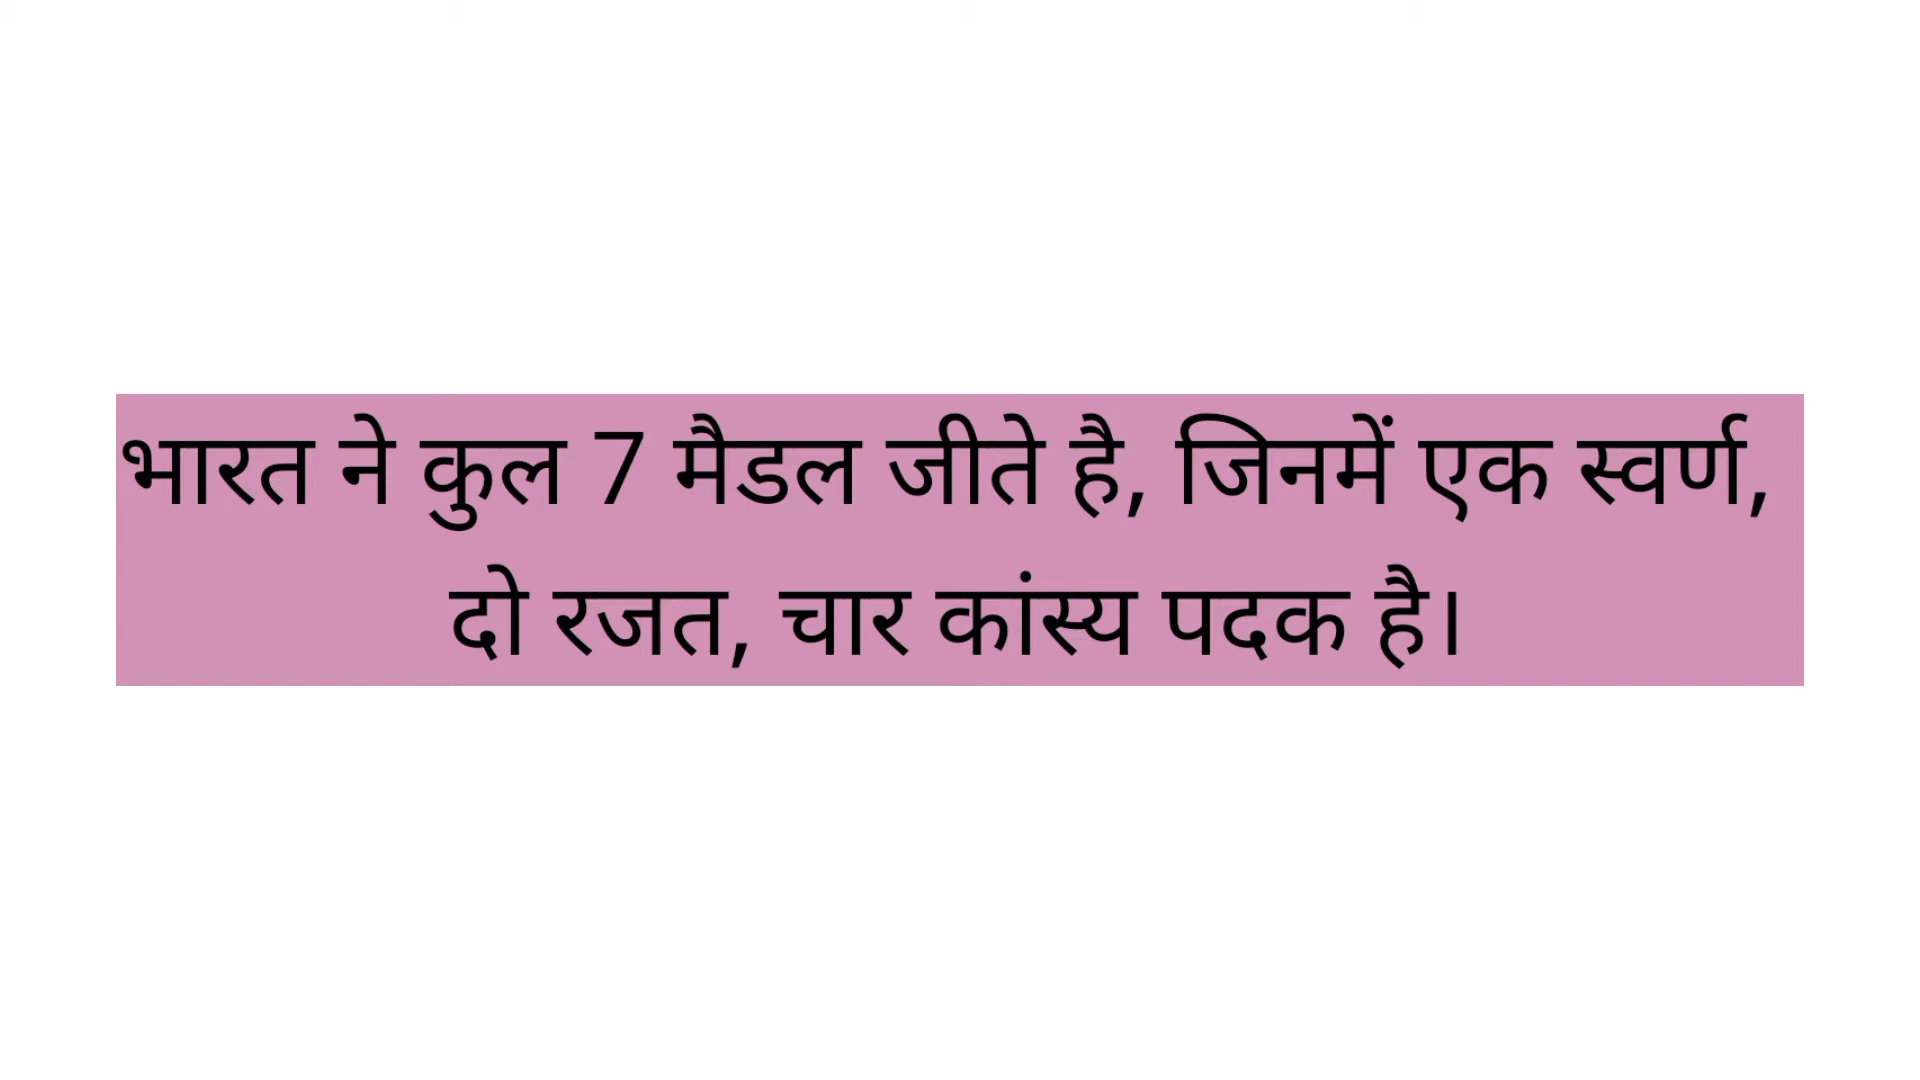 भारत ने कुल 7 मैडल जीते है, जिनमें एक स्वर्ण,
दो रजत, चार कांस्य पदक है।